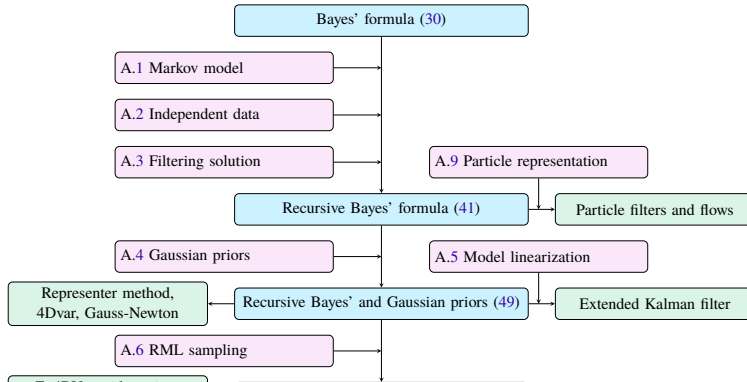 Bayes' formula (30)
A.1 Markov model
A.2 Independent data
A.3 Filtering solution
A.9 Particle representation
Recursive Bayes' formula (41)
Particle filters and flows
A.4 Gaussian priors
A.5 Model linearization
Representer method,
4Dvar, Gauss-Newton
Recursive Bayes' and Gaussian priors (49)
Extended Kalman filter
A.6 RML sampling